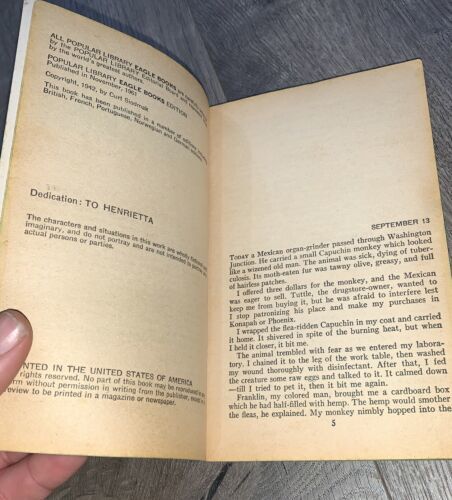 ALL POPULAR LIBRARY EAGLE BOOKS are
by the POPULAR LIBRARY Editorial Board and
by the world's greatest authors.
POPULAR LIBRARY EAGLE BOOKS EDITION
Published in November, 1961
Copyright, 1942, by Curt Siodmak
This book has been published in a number of editions
British, French, Portuguese, Norwegian and German
Dedication: TO HENRIETTA
The characters and situations in this work are wholly
imaginary, and do not portray and are not intended to
actual persons or parties.
PRINTED IN THE UNITED STATES OF AMERICA
rights reserved. No part of this book may be
form without permission in writing from the publisher, except
review to be printed in a magazine or newspaper.
SEPTEMBER 13
TODAY a Mexican organ-grinder passed through Washington
Junction. He carried a small Capuchin monkey which looked
like a wizened old man. The animal was sick, dying of tuber-
culosis. Its moth-eaten fur was tawny olive, greasy, and full
of hairless patches.
I offered three dollars for the monkey, and the Mexican
was eager to sell. Tuttle, the drugstore-owner, wanted to
keep me from buying it, but he was afraid to interfere lest
I stop patronizing his place and make my purchases in
Konapah or Phoenix.
I wrapped the flea-ridden Capuchin in my coat and carried
it home. It shivered in spite of the burning heat, but when
I held it closer, it bit me.
The animal trembled with fear as we entered my labora-
tory. I chained it to the leg of the work table, then washed
my wound thoroughly with disinfectant. After that, I fed
the creature some raw eggs and talked to it. It calmed down
—till I tried to pet it, then it bit me again.
Franklin, my colored man, brought me a cardboard box
which he had half-filled with hemp. The hemp would smother
the fleas, he explained. My monkey nimbly hopped into the
5